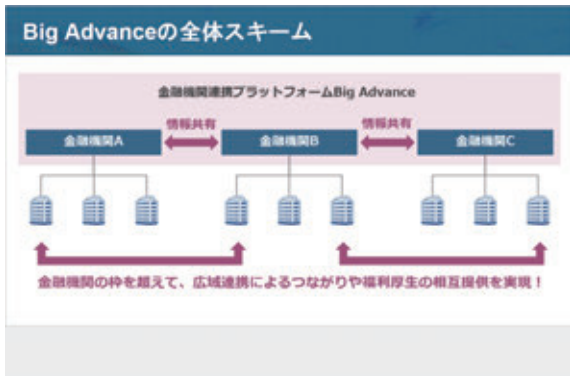 Big Advanceの全体スキーム
金融機関連携プラットフォームBig Advance
情報共有
情報共有
金融機関A
金融機関B
金融機関C
金融機関の枠を超えて、広域連携によるつながりや福利厚生の相互提供を実現！